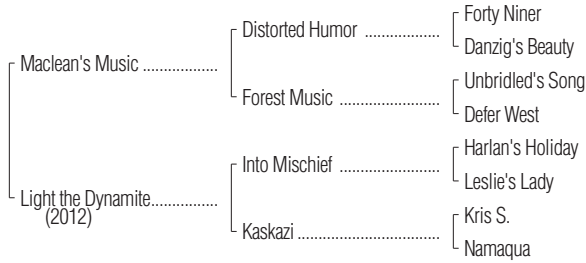 Forty Niner
Distorted Humor ..................
Danzig's Beauty
Maclean's Music ..................
Unbridled's Song
Forest Music ........................
Defer West
Harlan's Holiday
Into Mischief ........................
Leslie's Lady
Light the Dynamite................
(2012)
Kris S.
Kaskazi ..................................
Namaqua